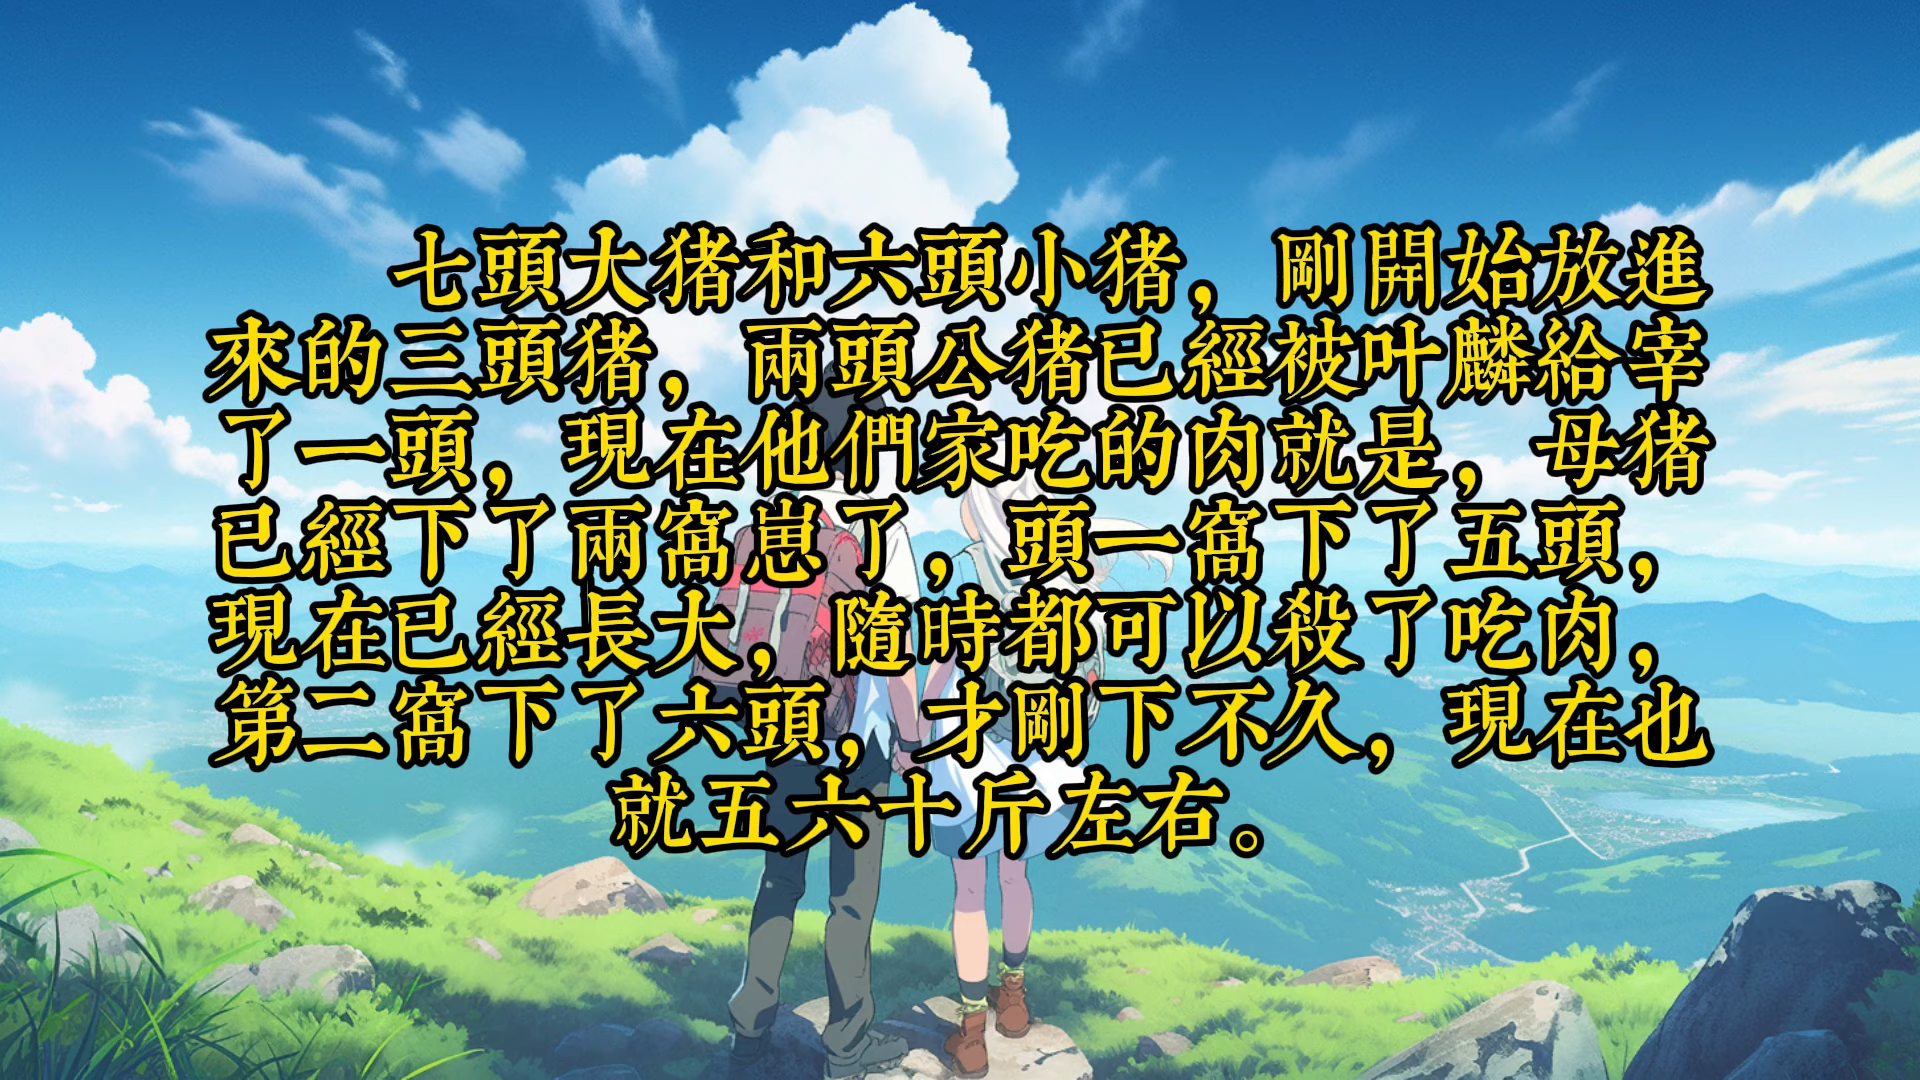 七頭大猪和六頭小猪，剛開始放進
來的三頭猪，兩頭公猪已經被叶麟給宰
了一頭，現在他們家吃的肉就是，母猪
已經下了兩窩崽了，頭一窩下了五頭，
現在已經長大，隨時都可以殺了吃肉，
第二窩下了六頭，才剛下不久，現在也
就五六十斤左右。